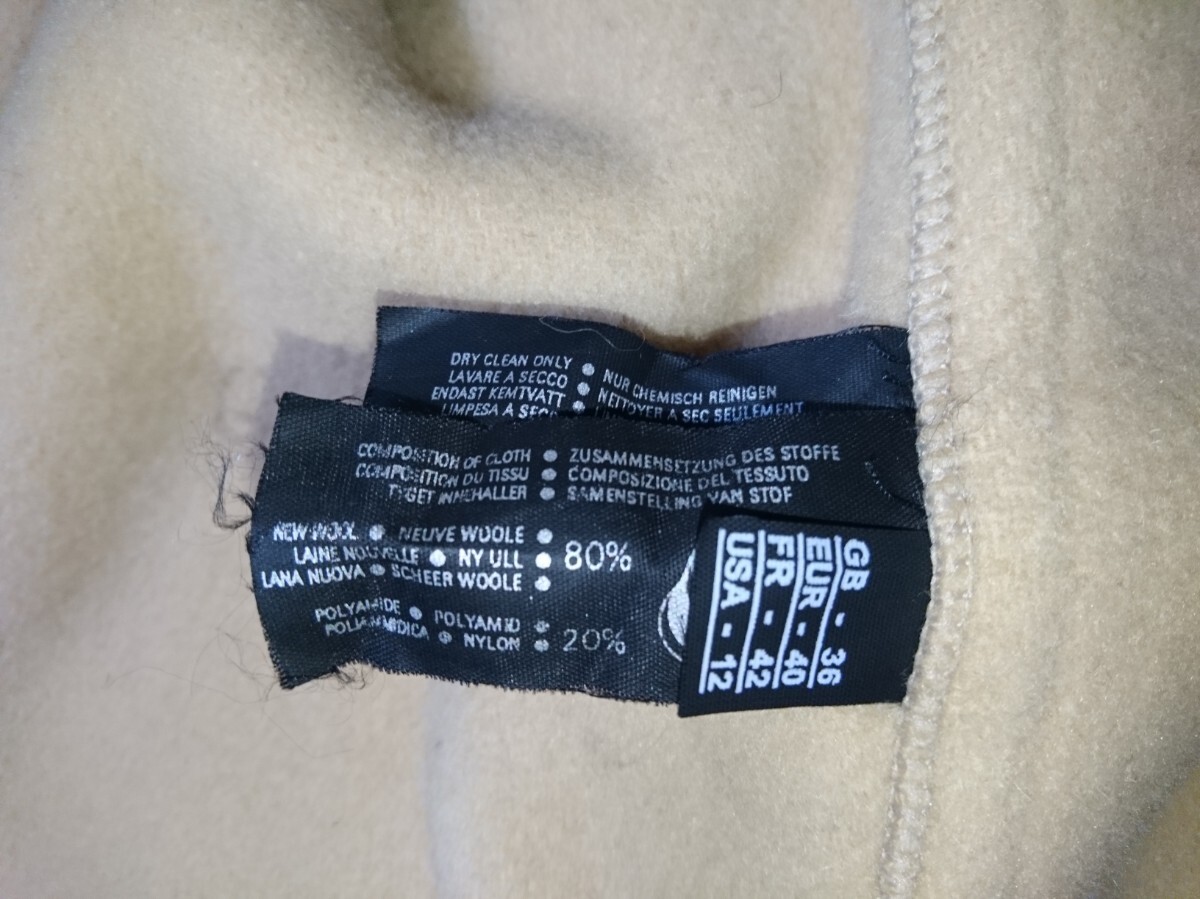 DRY CLEAN ONLY ● NUR CHEMISCH REINIGEN
LAVARE A SECCO ● NETTOYER A SEC SEULEMENT
ENDAST KEMTVATT ●
LIMPESA A SECO
COMPOSITION OF CLOTH ● ZUSAMMENSETZUNG DES STOFFE
COMPOSITION DU TISSU ● COMPOSIZIONE DEL TESSUTO
TYGET INNEHALLER ● SAMENSTELLING VAN STOF
NEW WOOL ● NEUVE WOOLE ●
LAINE NOUVELLE ● NY ULL ● 80%
LANA NUOVA ● SCHEER WOOLE ●
POLYAMIDE ● POLYAMID ●
POLIAMMIDICA ● NYLON ● 20%
GB - 36
EUR - 40
FR - 42
USA - 12